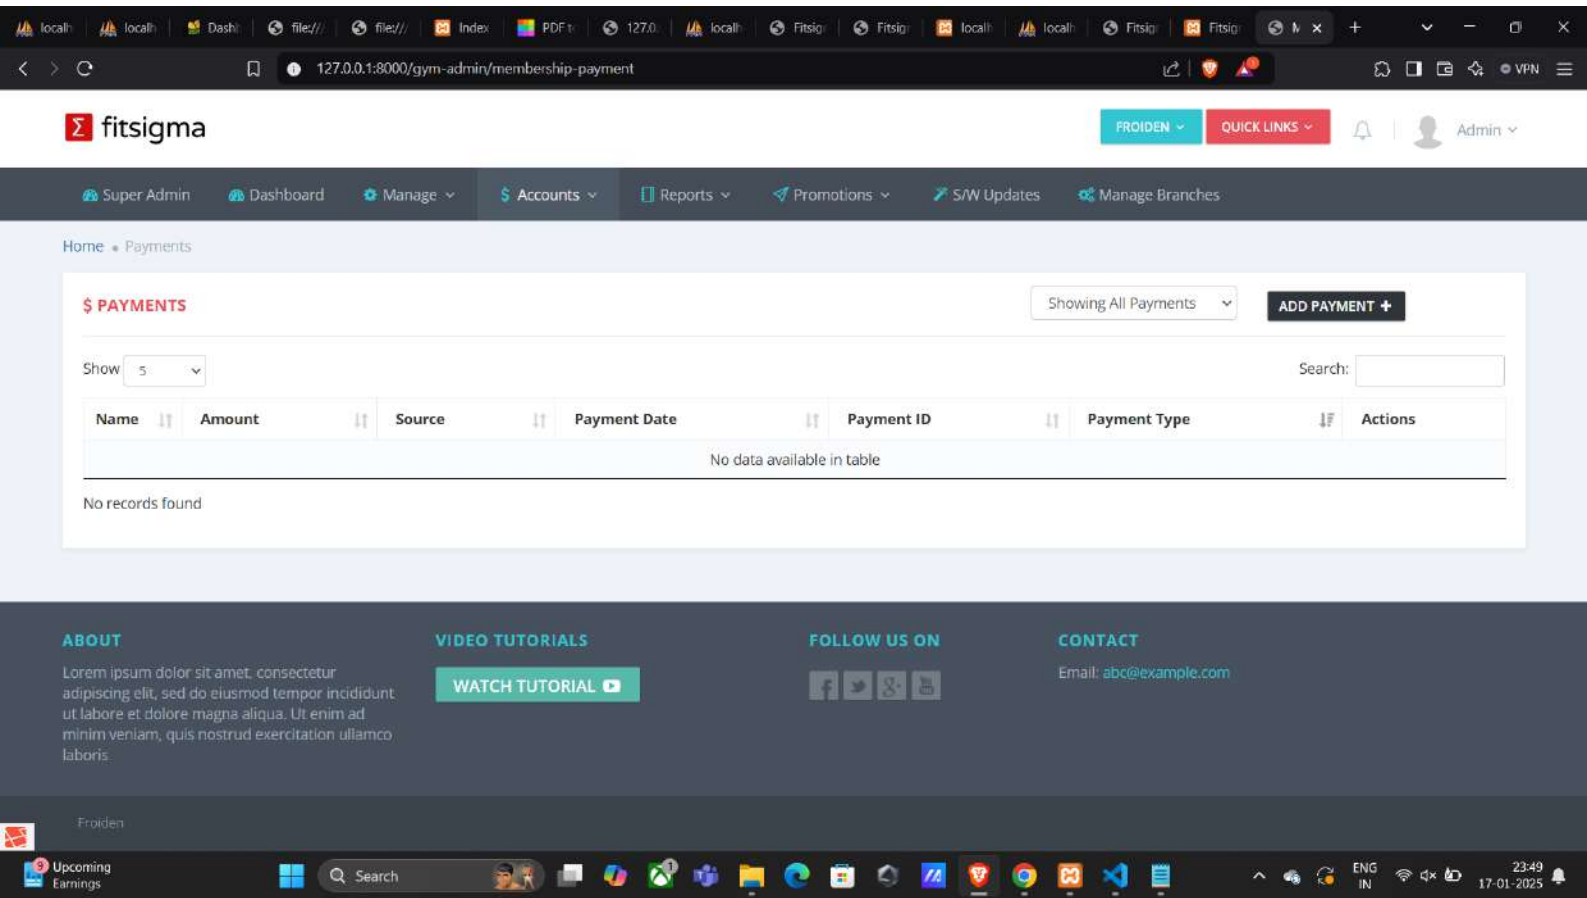 localh localh Dashb file:/// file:/// Index PDF t 127.0. localh Fitsig Fitsig localh localh Fitsig Fitsig
127.0.0.1:8000/gym-admin/membership-payment VPN
Σ fitsigma FROIDEN QUICK LINKS Admin
Super Admin Dashboard Manage $ Accounts Reports Promotions S/W Updates Manage Branches
Home • Payments
$ PAYMENTS Showing All Payments ADD PAYMENT +
Show 5 Search:
Name Amount Source Payment Date Payment ID Payment Type Actions
No data available in table
No records found
ABOUT VIDEO TUTORIALS FOLLOW US ON CONTACT
Lorem ipsum dolor sit amet, consectetur
adipiscing elit, sed do eiusmod tempor incididunt
ut labore et dolore magna aliqua. Ut enim ad
minim veniam, quis nostrud exercitation ullamco
laboris
WATCH TUTORIAL
Email: abc@example.com
Froiden
9 Upcoming
Earnings
Search
1
ENG
IN
23:49
17-01-2025